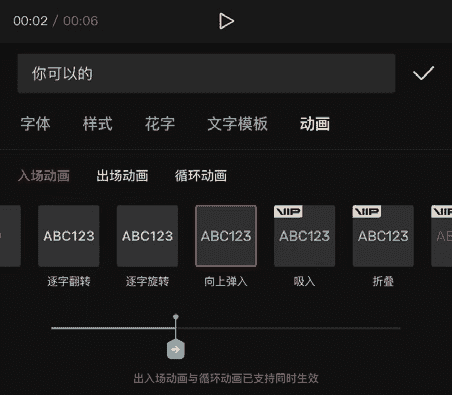 00:02 / 00:06
你可以的
字体 样式 花字 文字模板 动画
入场动画 出场动画 循环动画
VIP VIP VIP
ABC123 ABC123 ABC123 ABC123 ABC123
逐字翻转 逐字旋转 向上弹入 吸入 折叠
出入场动画与循环动画已支持同时生效